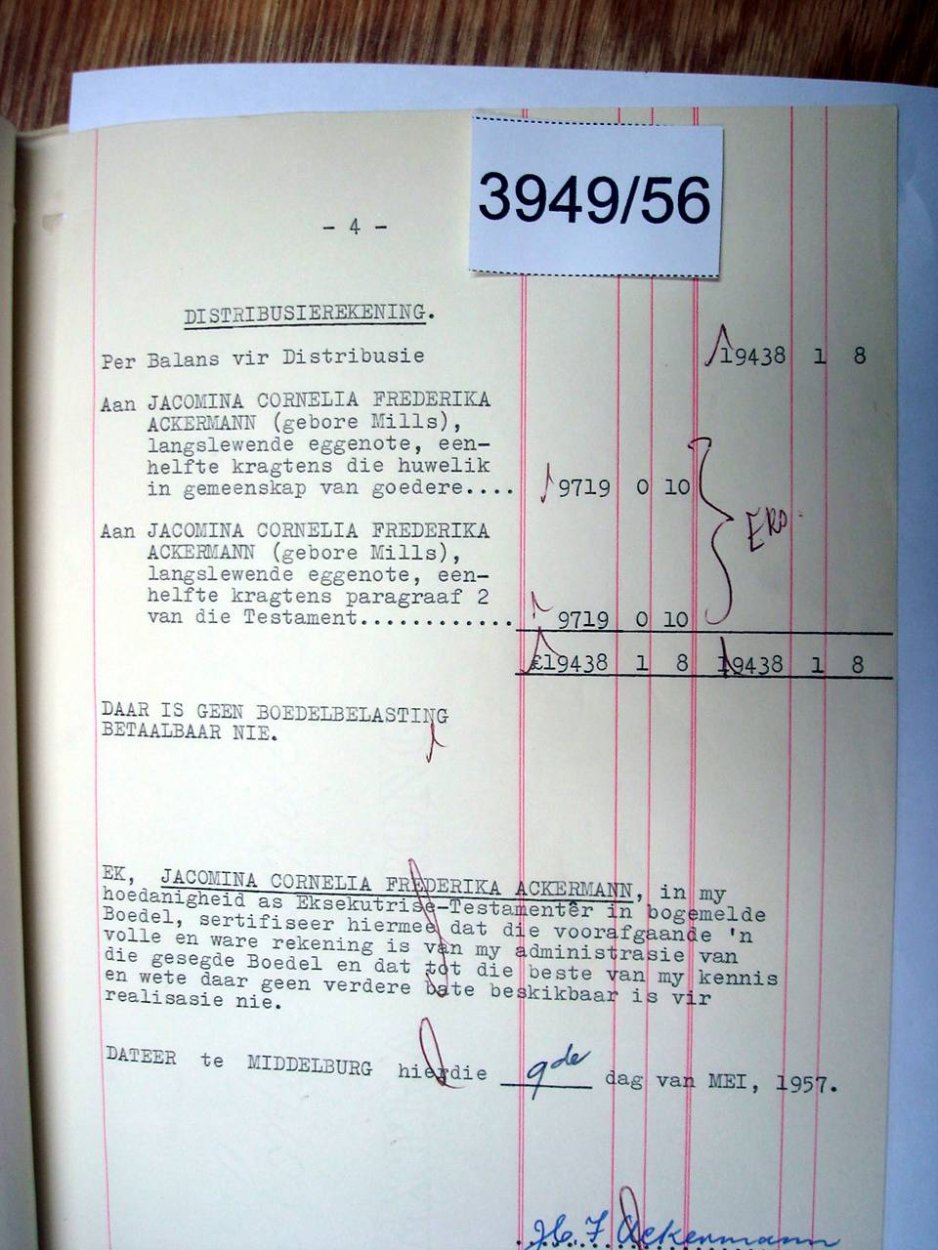 3949/56
- 4 -
DISTRIBUSIEREKENING.
Per Balans vir Distribusie 19438 1 8
Aan JACOMINA CORNELIA FREDERIKA
ACKERMANN (gebore Mills),
langslewende eggenote, een-
helfte kragtens die huwelik
in gemeenskap van goedere.... 9719 0 10
Aan JACOMINA CORNELIA FREDERIKA
ACKERMANN (gebore Mills),
langslewende eggenote, een-
helfte kragtens paragraaf 2
van die Testament............ 9719 0 10
£19438 1 8 19438 1 8
DAAR IS GEEN BOEDELBELASTING
BETAALBAAR NIE.
EK, JACOMINA CORNELIA FREDERIKA ACKERMANN, in my
hoedanigheid as Eksekutrise-Testamentêr in bogemelde
Boedel, sertifiseer hiermee dat die voorafgaande 'n
volle en ware rekening is van my administrasie van
die gesegde Boedel en dat tot die beste van my kennis
en wete daar geen verdere bate beskikbaar is vir
realisasie nie.
DATEER te MIDDELBURG hierdie 9de dag van MEI, 1957.
Ackermann